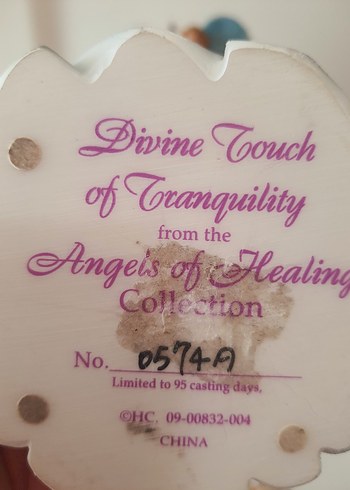 Divine Touch
of Tranquility
from the
Angels of Healing
Collection
No. 0574A
Limited to 95 casting days.
©HC. 09-00832-004
CHINA